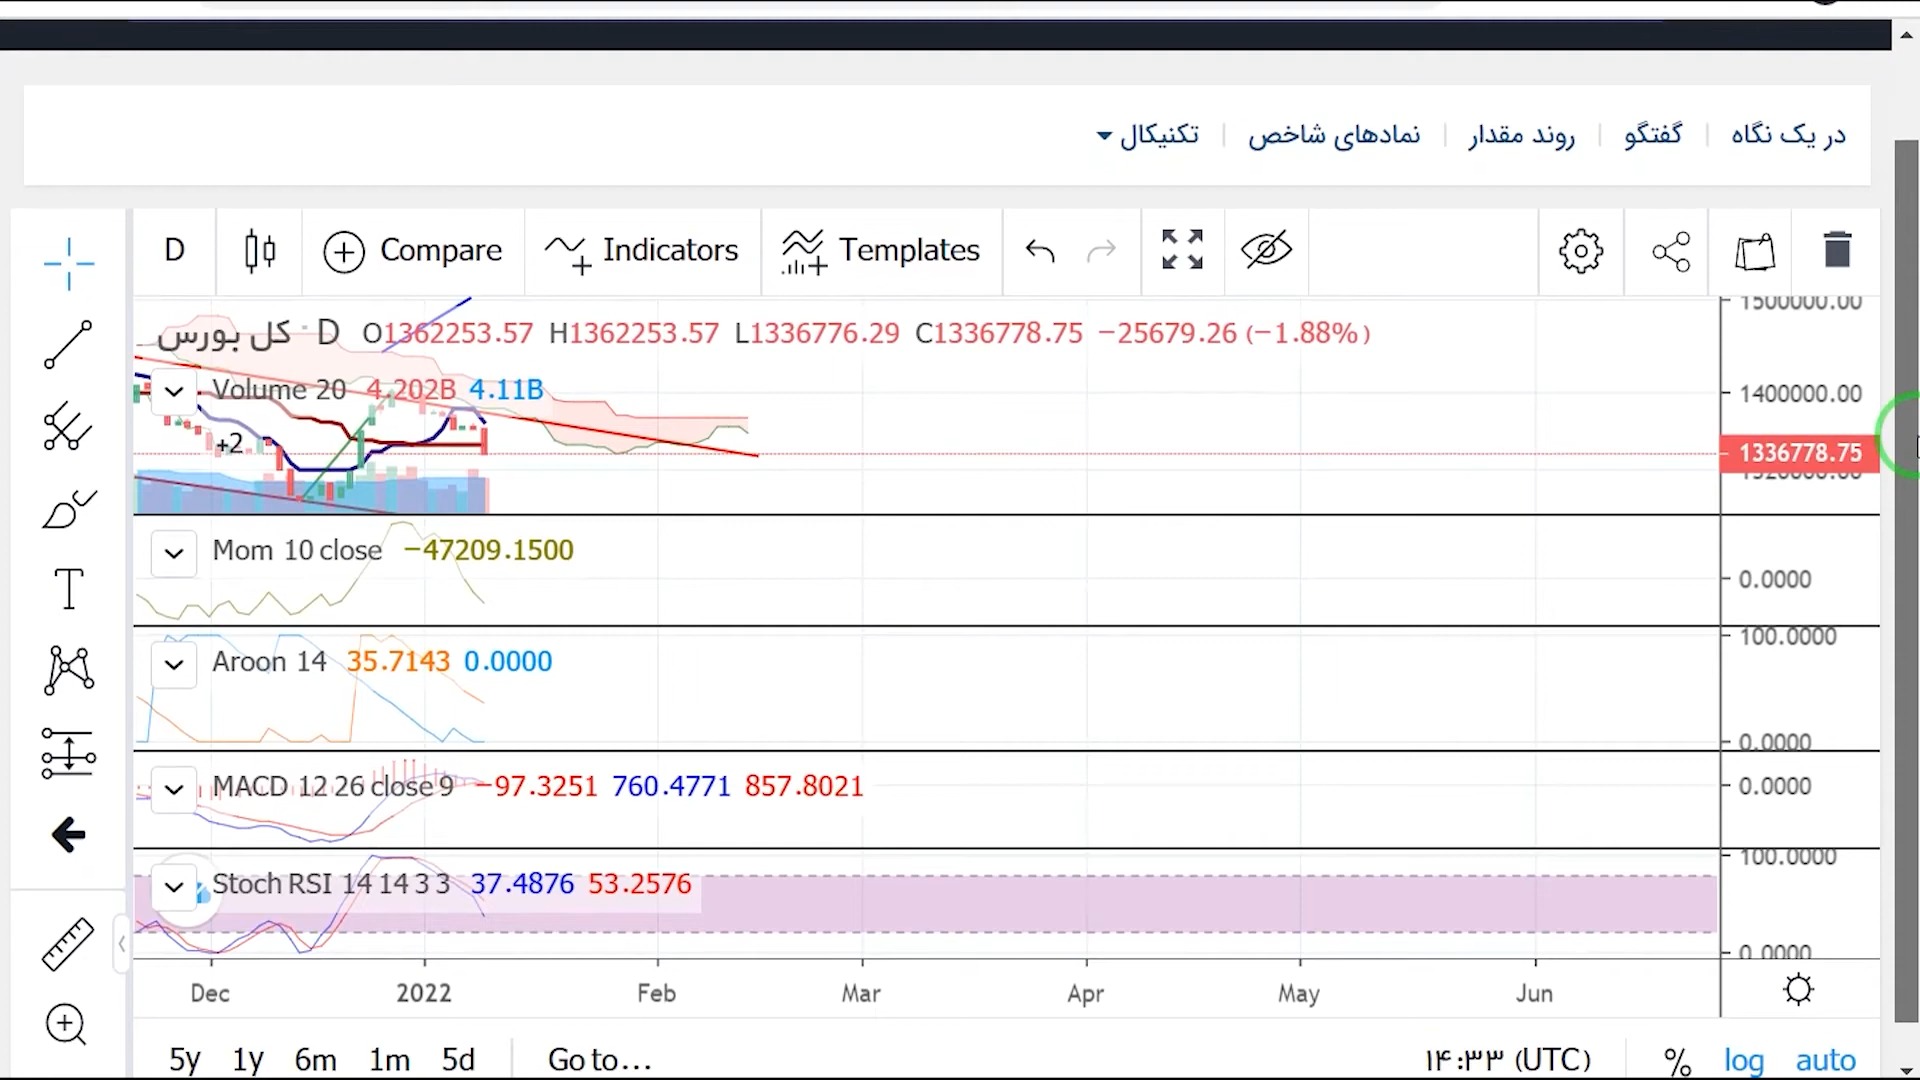 در یک نگاه | گفتگو | روند مقدار | نمادهای شاخص | تکنیکال
D Compare Indicators Templates
کل بورس · D O1362253.57 H1362253.57 L1336776.29 C1336778.75 −25679.26 (−1.88%)
1500000.00
Volume 20 4.202B 4.11B
1400000.00
+2
1336778.75
1320000.00
Mom 10 close −47209.1500
0.0000
100.0000
Aroon 14 35.7143 0.0000
0.0000
MACD 12 26 close 9 −97.3251 760.4771 857.8021
0.0000
100.0000
Stoch RSI 14 14 3 3 37.4876 53.2576
0.0000
Dec 2022 Feb Mar Apr May Jun
5y 1y 6m 1m 5d Go to... ۱۴:۳۳ (UTC) % log auto